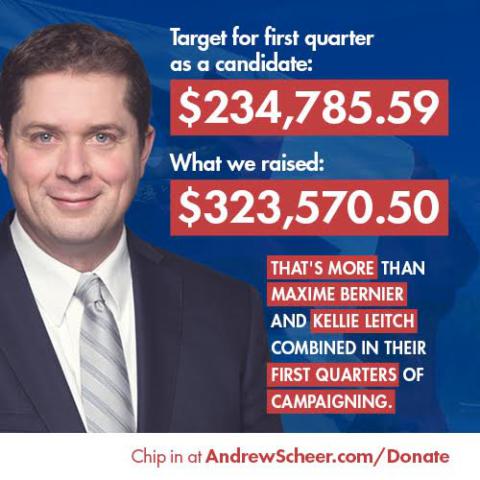 Target for first quarter
as a candidate:
$234,785.59
What we raised:
$323,570.50
THAT'S MORE THAN
MAXIME BERNIER
AND KELLIE LEITCH
COMBINED IN THEIR
FIRST QUARTERS OF
CAMPAIGNING.
Chip in at AndrewScheer.com/Donate